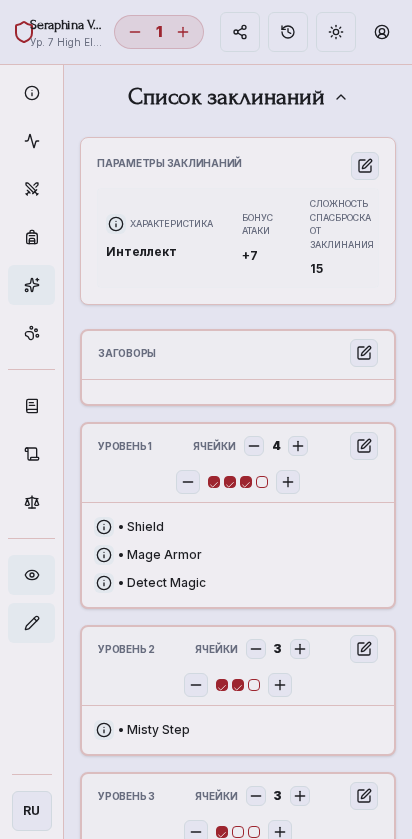 Seraphina V...
Ур. 7 High El...
1
Список заклинаний
ПАРАМЕТРЫ ЗАКЛИНАНИЙ
ХАРАКТЕРИСТИКА
Интеллект
БОНУС
АТАКИ
+7
СЛОЖНОСТЬ
СПАСБРОСКА
ОТ
ЗАКЛИНАНИЯ
15
ЗАГОВОРЫ
УРОВЕНЬ 1 ЯЧЕЙКИ 4
• Shield
• Mage Armor
• Detect Magic
УРОВЕНЬ 2 ЯЧЕЙКИ 3
• Misty Step
УРОВЕНЬ 3 ЯЧЕЙКИ 3
RU